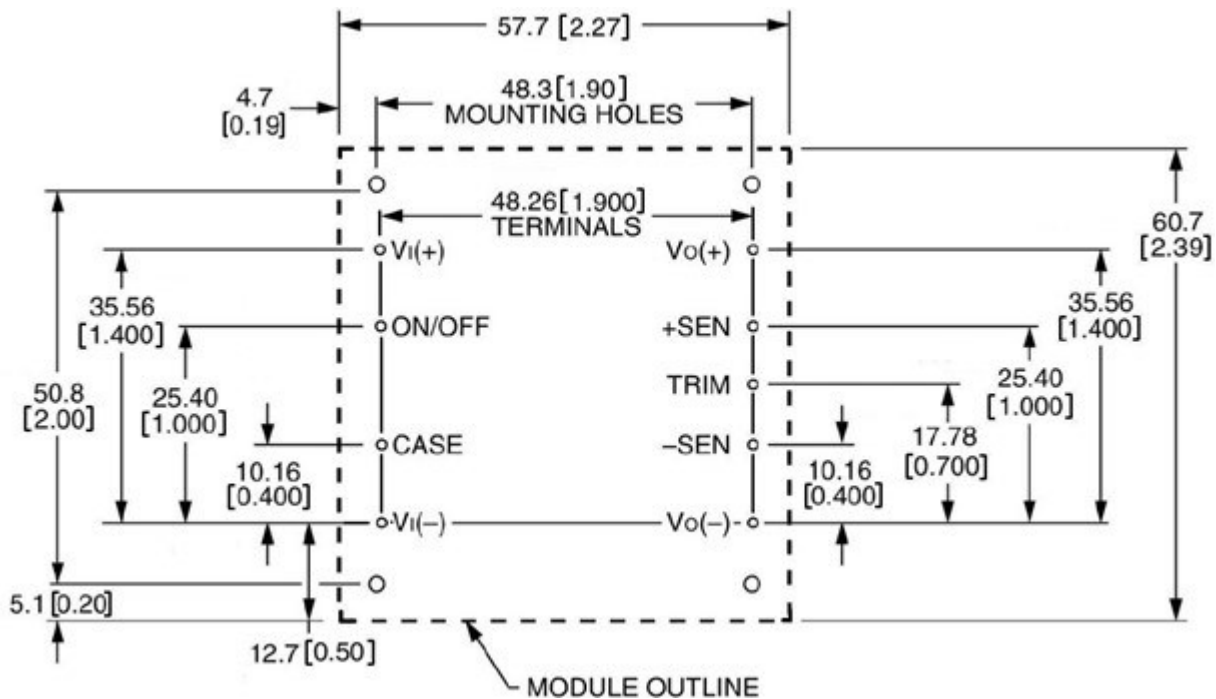 57.7 [2.27]
48.3[1.90]
MOUNTING HOLES
4.7
[0.19]
48.26[1.900]
TERMINALS
60.7
[2.39]
VI(+)
VO(+)
35.56
[1.400]
35.56
[1.400]
ON/OFF
+SEN
50.8
[2.00]
25.40
[1.000]
TRIM
25.40
[1.000]
CASE
–SEN
17.78
[0.700]
10.16
[0.400]
10.16
[0.400]
VI(–)
VO(–)
5.1 [0.20]
12.7 [0.50]
MODULE OUTLINE